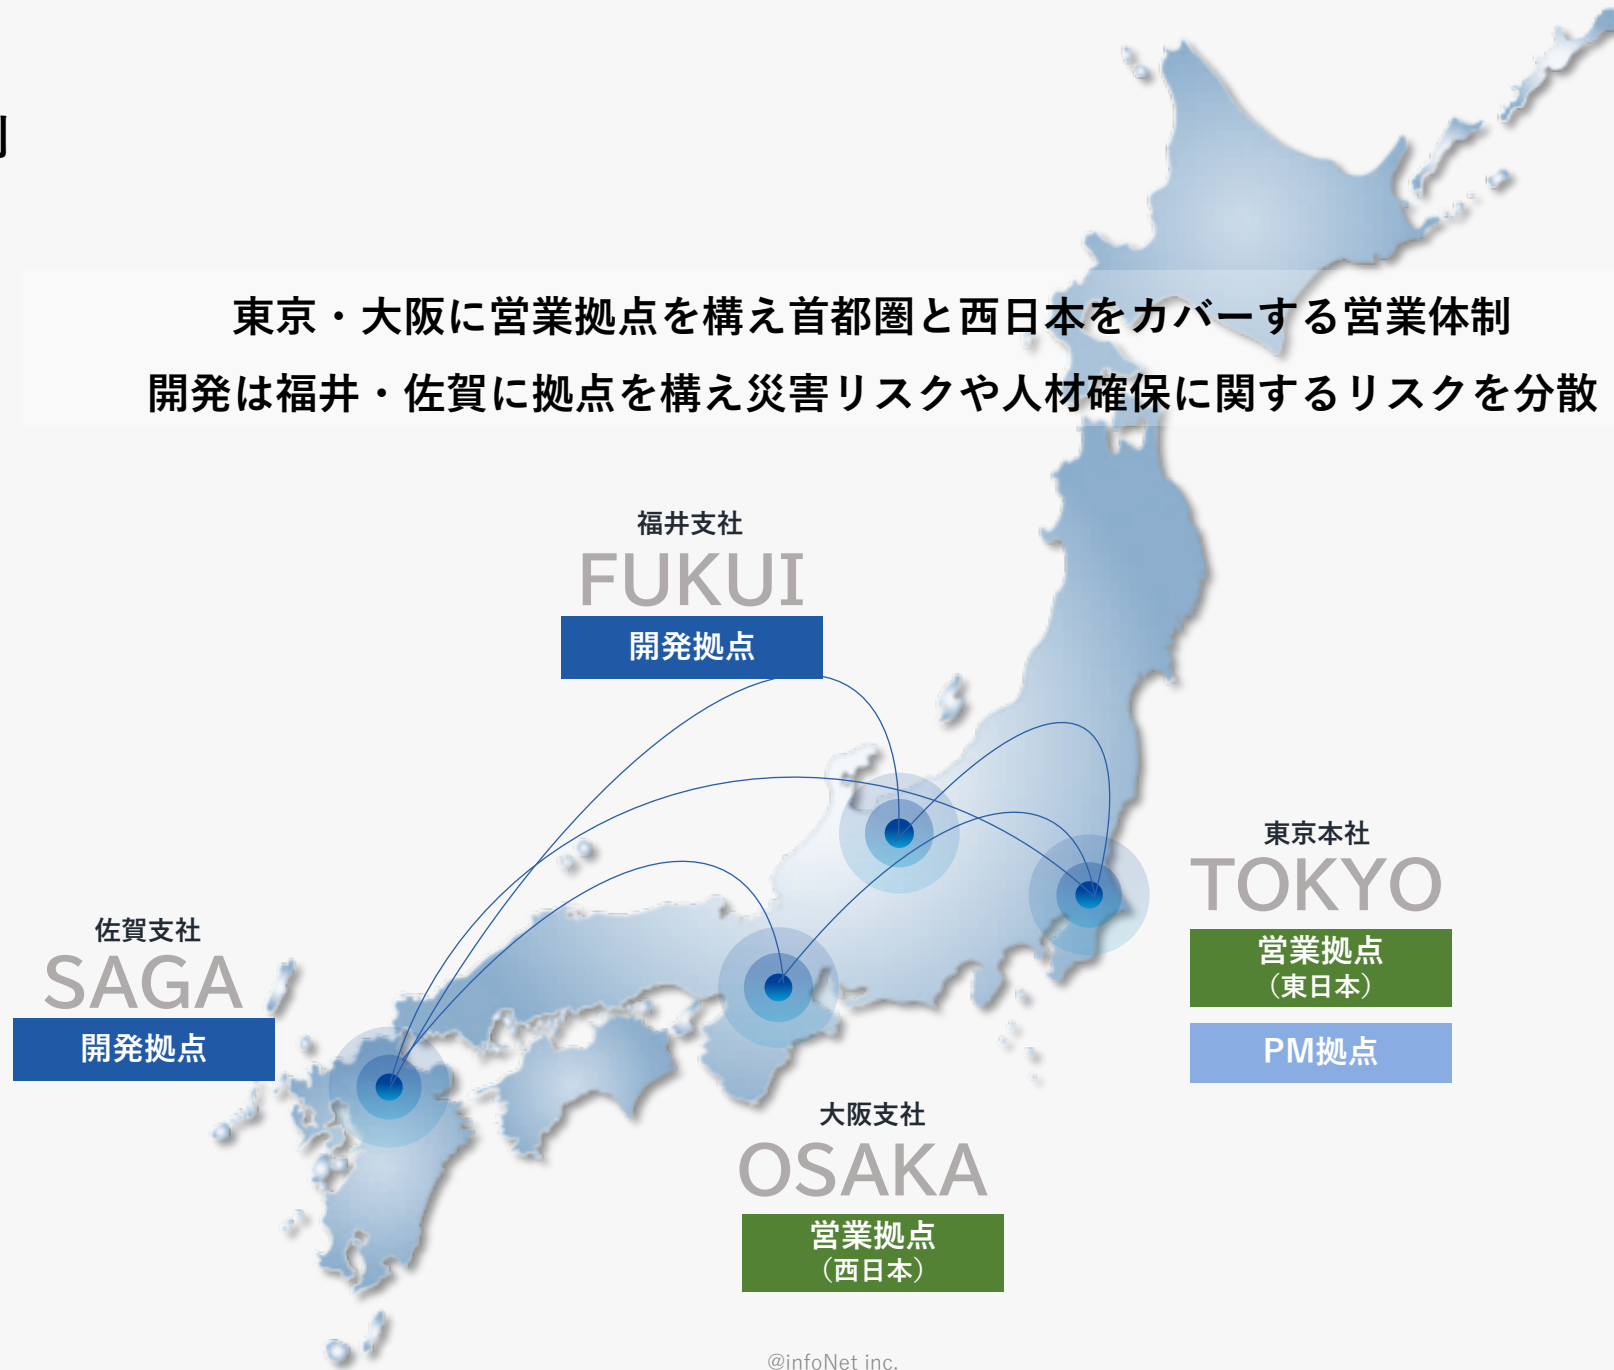 東京・大阪に営業拠点を構え首都圏と西日本をカバーする営業体制
開発は福井・佐賀に拠点を構え災害リスクや人材確保に関するリスクを分散
福井支社
FUKUI
開発拠点
東京本社
TOKYO
営業拠点
（東日本）
PM拠点
佐賀支社
SAGA
開発拠点
大阪支社
OSAKA
営業拠点
（西日本）
@infoNet inc.